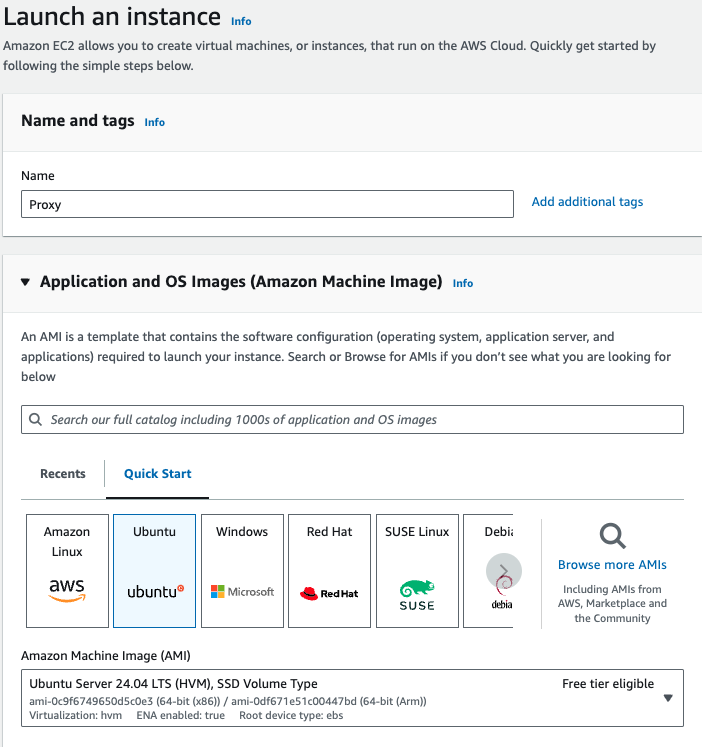 Launch an instance Info
Amazon EC2 allows you to create virtual machines, or instances, that run on the AWS Cloud. Quickly get started by
following the simple steps below.
Name and tags Info
Name
Proxy
Add additional tags
Application and OS Images (Amazon Machine Image) Info
An AMI is a template that contains the software configuration (operating system, application server, and
applications) required to launch your instance. Search or Browse for AMIs if you don’t see what you are looking for
below
Search our full catalog including 1000s of application and OS images
Recents
Quick Start
Amazon
Linux
aws
Ubuntu
ubuntu
Windows
Microsoft
Red Hat
Red Hat
SUSE Linux
SUSE
Debia
debia
Browse more AMIs
Including AMIs from
AWS, Marketplace and
the Community
Amazon Machine Image (AMI)
Ubuntu Server 24.04 LTS (HVM), SSD Volume Type
Free tier eligible
ami-0c9f6749650d5c0e3 (64-bit (x86)) / ami-0df671e51c00447bd (64-bit (Arm))
Virtualization: hvm ENA enabled: true Root device type: ebs